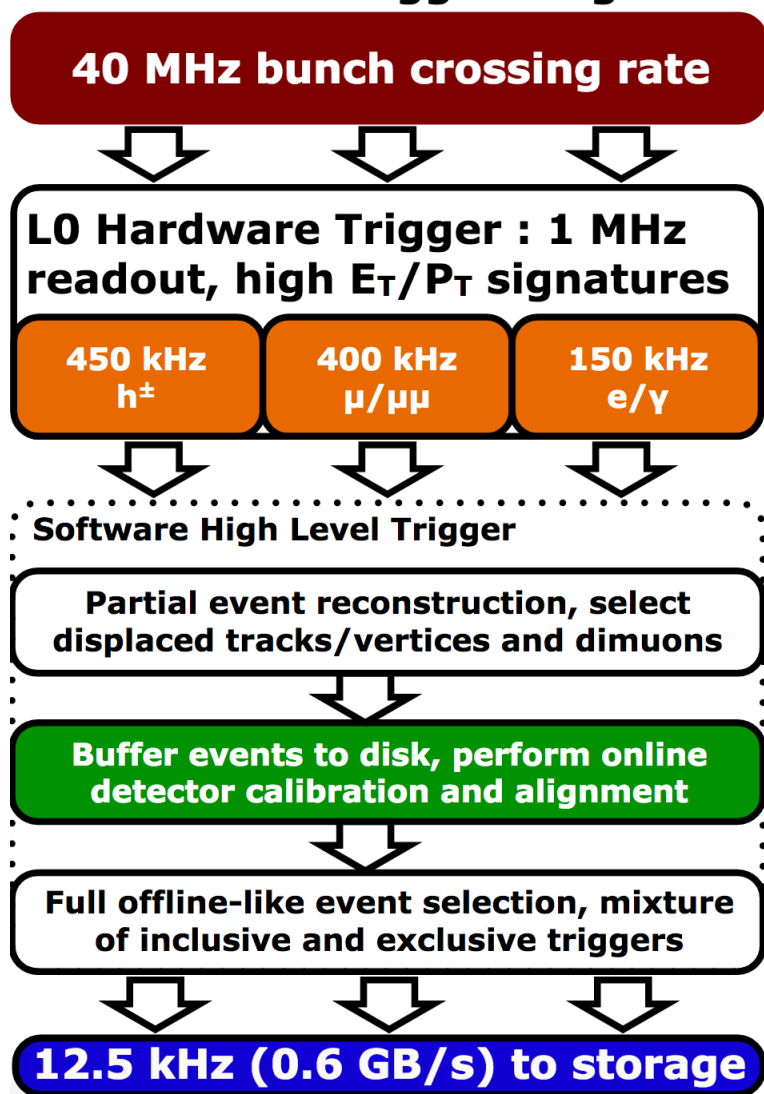 40 MHz bunch crossing rate
L0 Hardware Trigger : 1 MHz
readout, high E_T/P_T signatures
450 kHz
h±
400 kHz
μ/μμ
150 kHz
e/γ
Software High Level Trigger
Partial event reconstruction, select
displaced tracks/vertices and dimuons
Buffer events to disk, perform online
detector calibration and alignment
Full offline-like event selection, mixture
of inclusive and exclusive triggers
12.5 kHz (0.6 GB/s) to storage